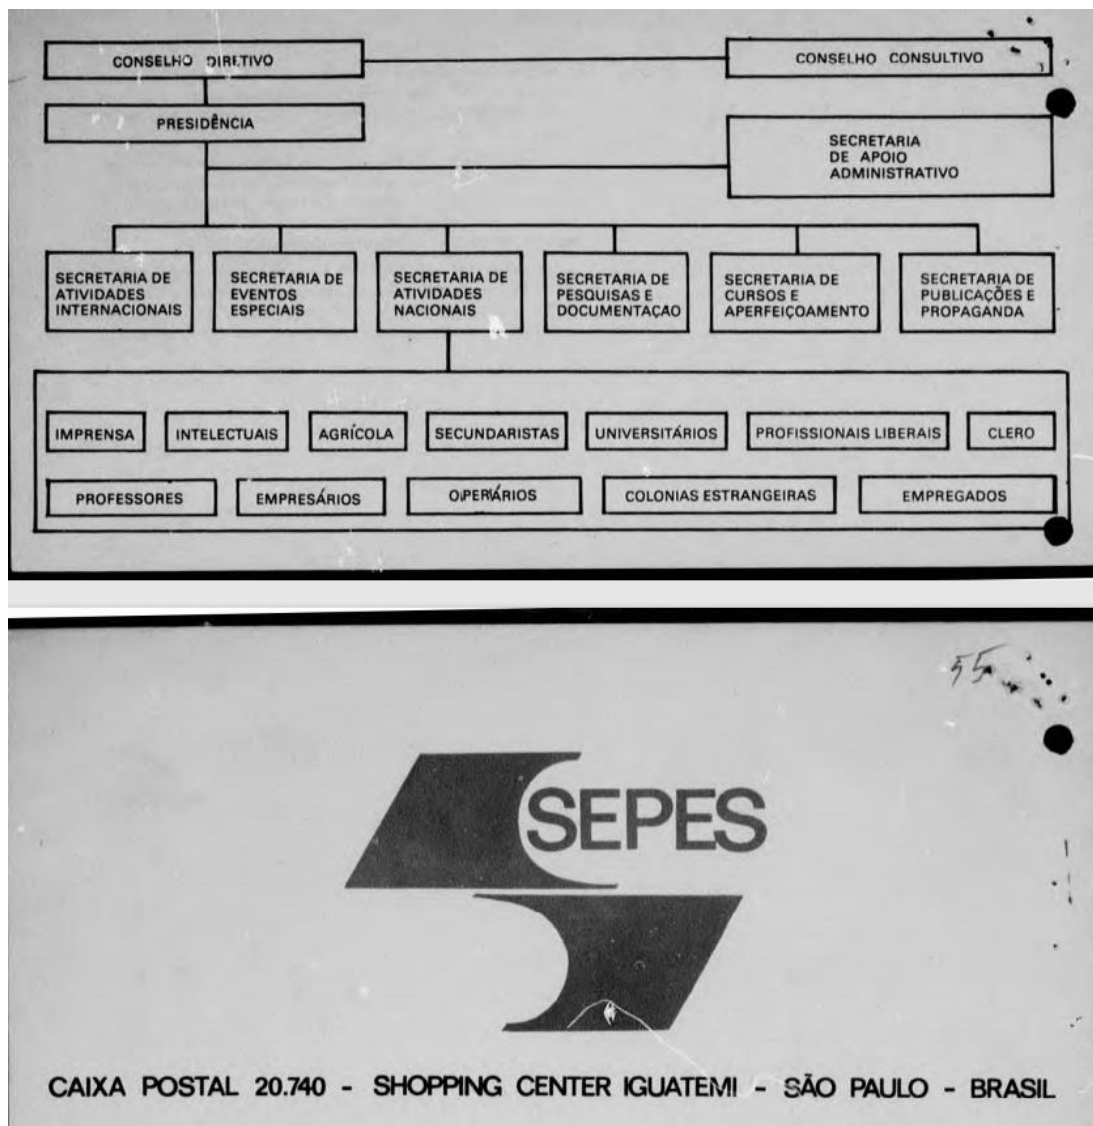 CONSELHO DIRETIVO
CONSELHO CONSULTIVO
PRESIDÊNCIA
SECRETARIA
DE APOIO
ADMINISTRATIVO
SECRETARIA DE
ATIVIDADES
INTERNACIONAIS
SECRETARIA DE
EVENTOS
ESPECIAIS
SECRETARIA DE
ATIVIDADES
NACIONAIS
SECRETARIA DE
PESQUISAS E
DOCUMENTAÇAO
SECRETARIA DE
CURSOS E
APERFEIÇOAMENTO
SECRETARIA DE
PUBLICAÇÕES E
PROPAGANDA
IMPRENSA
INTELECTUAIS
AGRÍCOLA
SECUNDARISTAS
UNIVERSITÁRIOS
PROFISSIONAIS LIBERAIS
CLERO
PROFESSORES
EMPRESÁRIOS
OPERÁRIOS
COLONIAS ESTRANGEIRAS
EMPREGADOS
55
SEPES
CAIXA POSTAL 20.740 - SHOPPING CENTER IGUATEMI - SÃO PAULO - BRASIL